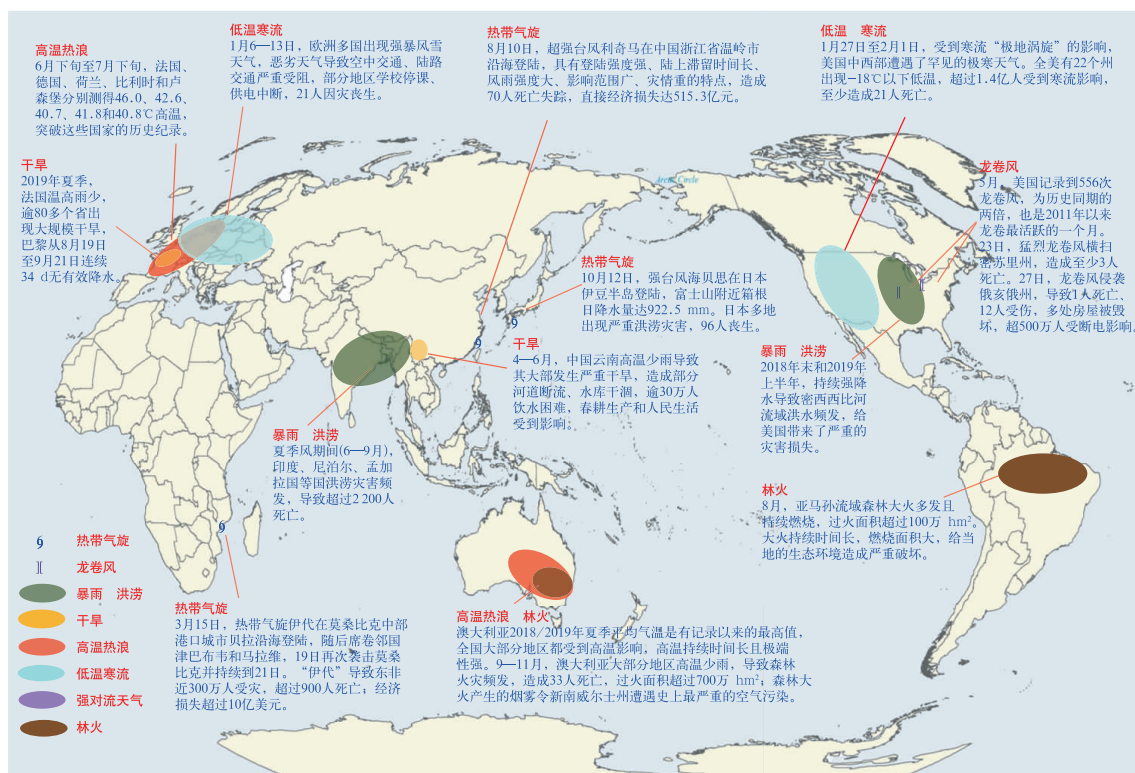 高温热浪
6月下旬至7月下旬，法国、
德国、荷兰、比利时和卢
森堡分别测得46.0、42.6、
40.7、41.8和40.8℃高温，
突破这些国家的历史纪录。
低温寒流
1月6—13日，欧洲多国出现强暴风雪
天气，恶劣天气导致空中交通、陆路
交通严重受阻，部分地区学校停课、
供电中断，21人因灾丧生。
热带气旋
8月10日，超强台风利奇马在中国浙江省温岭市
沿海登陆，具有登陆强度强、陆上滞留时间长、
风雨强度大、影响范围广、灾情重的特点，造成
70人死亡失踪，直接经济损失达515.3亿元。
低温　寒流
1月27日至2月1日，受到寒流“极地涡旋”的影响，
美国中西部遭遇了罕见的极寒天气。全美有22个州
出现−18℃以下低温，超过1.4亿人受到寒流影响，
至少造成21人死亡。
干旱
2019年夏季，
法国温高雨少，
逾80多个省出
现大规模干旱，
巴黎从8月19日
至9月21日连续
34 d无有效降水。
Arctic Circle
龙卷风
5月，美国记录到556次
龙卷风，为历史同期的
两倍，也是2011年以来
龙卷最活跃的一个月。
23日，猛烈龙卷风横扫
密苏里州，造成至少3人
死亡。27日，龙卷风侵袭
俄亥俄州，导致1人死亡、
12人受伤，多处房屋被毁
坏，超500万人受断电影响。
热带气旋
10月12日，强台风海贝思在日本
伊豆半岛登陆，富士山附近箱根
日降水量达922.5 mm。日本多地
出现严重洪涝灾害，96人丧生。
干旱
4—6月，中国云南高温少雨导致
其大部发生严重干旱，造成部分
河道断流、水库干涸，逾30万人
饮水困难，春耕生产和人民生活
受到影响。
暴雨　洪涝
2018年末和2019年
上半年，持续强降
水导致密西西比河
流域洪水频发，给
美国带来了严重的
灾害损失。
暴雨　洪涝
夏季风期间(6—9月)，
印度、尼泊尔、孟加
拉国等国洪涝灾害频
发，导致超过2 200人
死亡。
林火
8月，亚马孙流域森林大火多发且
持续燃烧，过火面积超过100万 hm²。
大火持续时间长，燃烧面积大，给当
地的生态环境造成严重破坏。
热带气旋
龙卷风
暴雨　洪涝
干旱
高温热浪
低温寒流
强对流天气
林火
热带气旋
3月15日，热带气旋伊代在莫桑比克中部
港口城市贝拉沿海登陆，随后席卷邻国
津巴布韦和马拉维，19日再次袭击莫桑
比克并持续到21日。“伊代”导致东非
近300万人受灾，超过900人死亡；经济
损失超过10亿美元。
高温热浪　林火
澳大利亚2018/2019年夏季平均气温是有记录以来的最高值，
全国大部分地区都受到高温影响，高温持续时间长且极端
性强。9—11月，澳大利亚大部分地区高温少雨，导致森林
火灾频发，造成33人死亡，过火面积超过700万 hm²；森林大
火产生的烟雾令新南威尔士州遭遇史上最严重的空气污染。